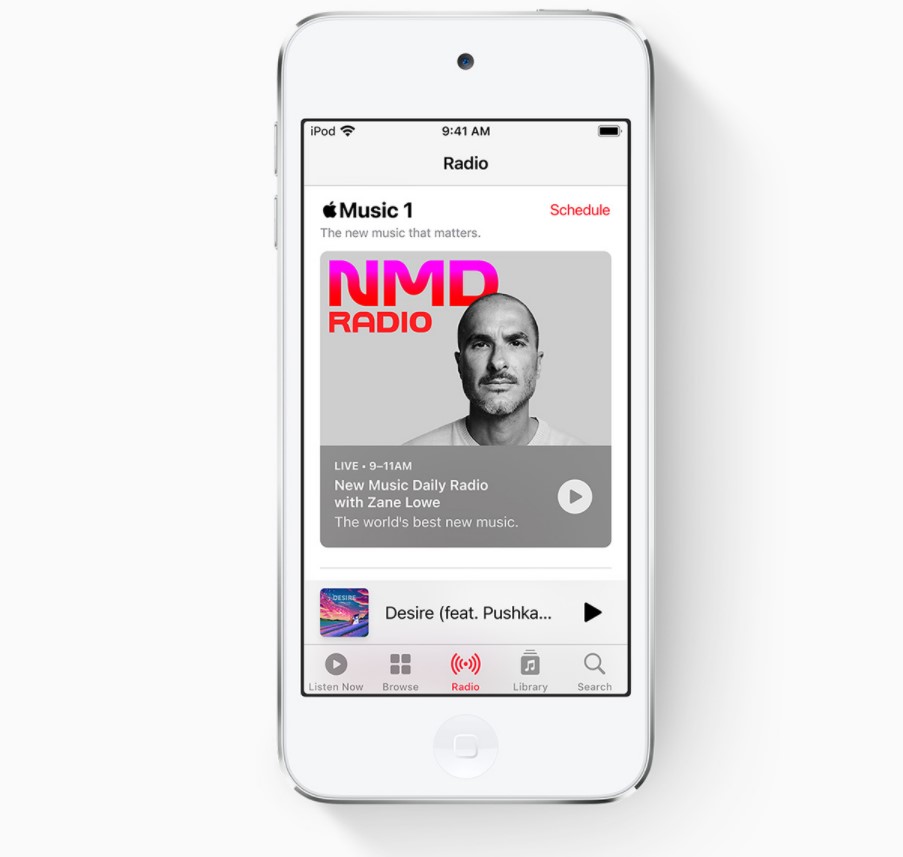 iPod
9:41 AM
Radio
Music 1
Schedule
The new music that matters.
NMD
RADIO
LIVE • 9–11AM
New Music Daily Radio
with Zane Lowe
The world's best new music.
DESIRE
Desire (feat. Pushka...
Listen Now
Browse
Radio
Library
Search